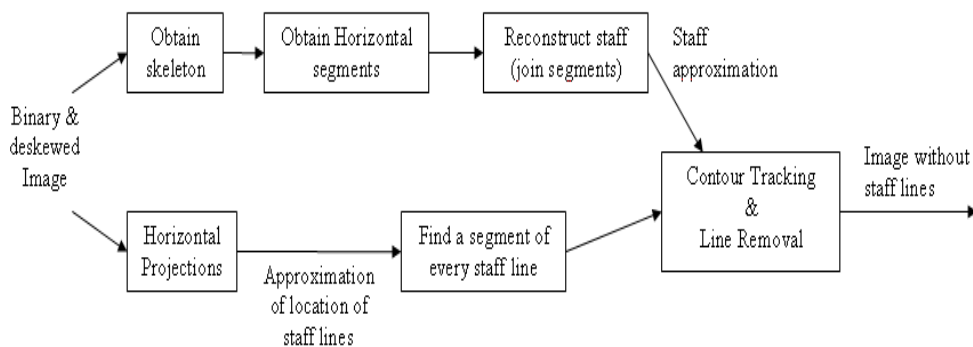 Obtain
skeleton
Obtain Horizontal
segments
Reconstruct staff
(join segments)
Staff
approximation
Binary &
deskewed
Image
Horizontal
Projections
Approximation
of location of
staff lines
Find a segment of
every staff line
Contour Tracking
&
Line Removal
Image without
staff lines